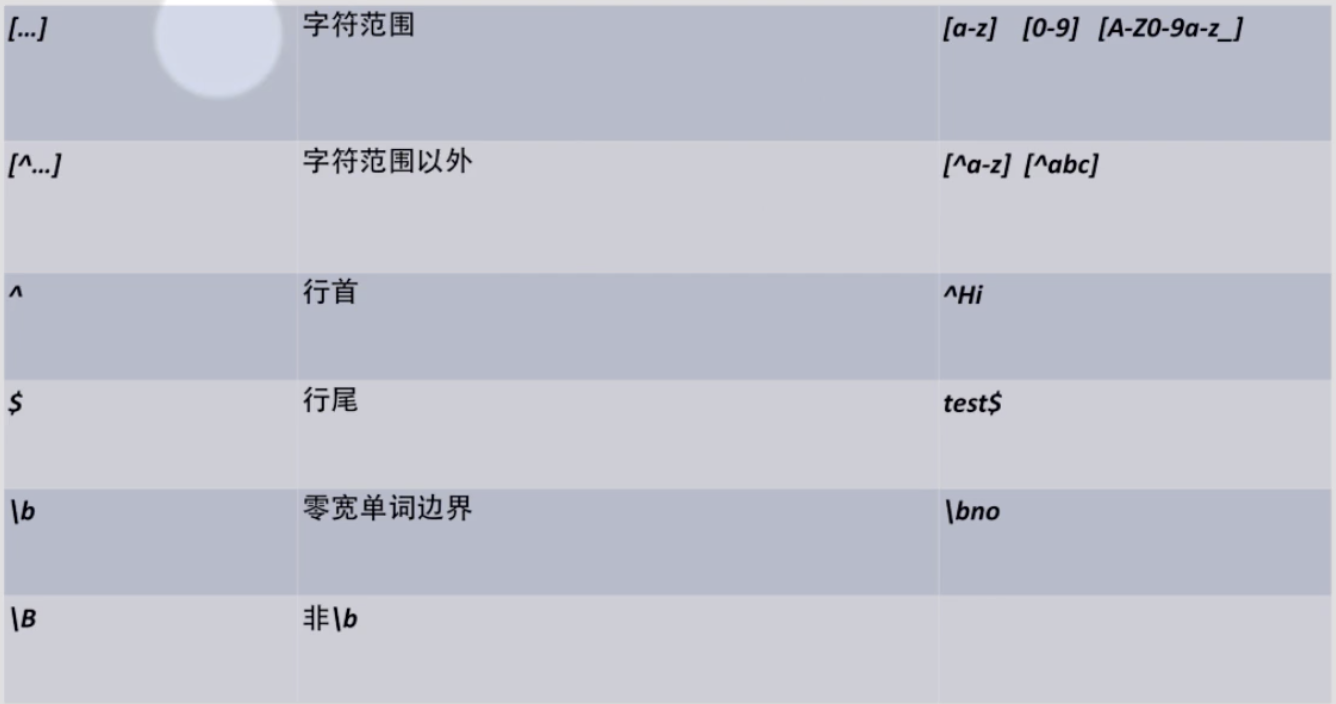 [...] 字符范围 [a-z] [0-9] [A-Z0-9a-z_]
[^...] 字符范围以外 [^a-z] [^abc]
^ 行首 ^Hi
$ 行尾 test$
\b 零宽单词边界 \bno
\B 非\b